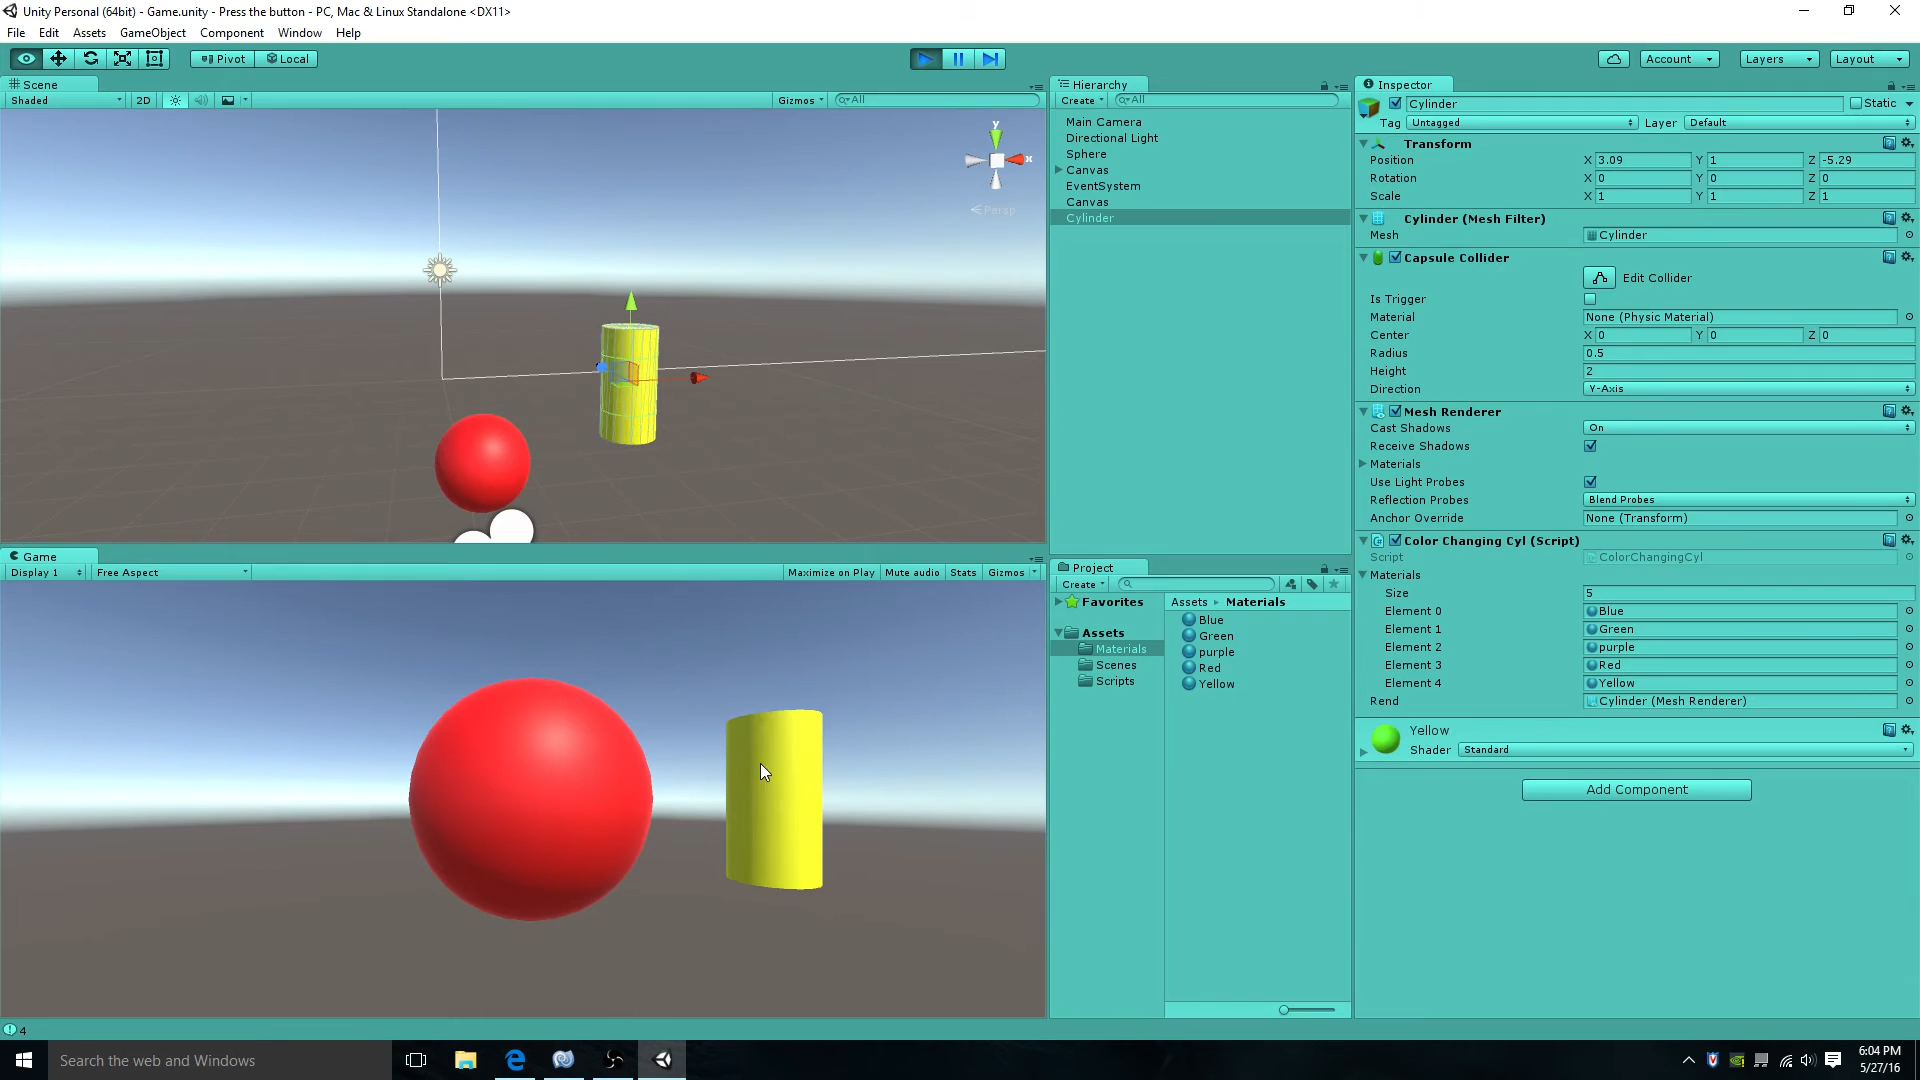 Unity Personal (64bit) - Game.unity - Press the button - PC, Mac & Linux Standalone <DX11>
File Edit Assets GameObject Component Window Help
Pivot Local Account Layers Layout
Scene
Shaded 2D Gizmos All
y
x
Persp
Game
Display 1 Free Aspect Maximize on Play Mute audio Stats Gizmos
Hierarchy
Create All
Main Camera
Directional Light
Sphere
Canvas
EventSystem
Canvas
Cylinder
Project
Create
Favorites
Assets
Materials
Scenes
Scripts
Assets Materials
Blue
Green
purple
Red
Yellow
Inspector
Cylinder Static
Tag Untagged Layer Default
Transform
Position X 3.09 Y 1 Z -5.29
Rotation X 0 Y 0 Z 0
Scale X 1 Y 1 Z 1
Cylinder (Mesh Filter)
Mesh Cylinder
Capsule Collider
Edit Collider
Is Trigger
Material None (Physic Material)
Center X 0 Y 0 Z 0
Radius 0.5
Height 2
Direction Y-Axis
Mesh Renderer
Cast Shadows On
Receive Shadows
Materials
Use Light Probes
Reflection Probes Blend Probes
Anchor Override None (Transform)
Color Changing Cyl (Script)
Script ColorChangingCyl
Materials
Size 5
Element 0 Blue
Element 1 Green
Element 2 purple
Element 3 Red
Element 4 Yellow
Rend Cylinder (Mesh Renderer)
Yellow
Shader Standard
Add Component
4
Search the web and Windows
6:04 PM
5/27/16